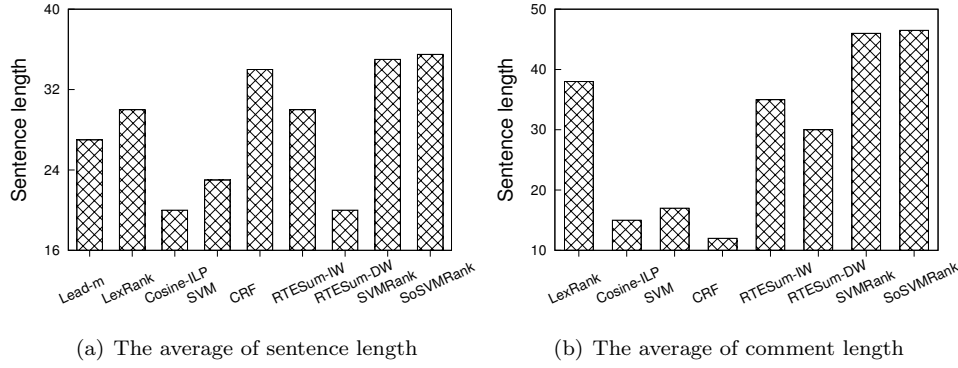 40
32
24
16
Sentence length
Lead-m
LexRank
Cosine-ILP
SVM
CRF
RTESum-IW
RTESum-DW
SVMRank
SoSVMRank
(a) The average of sentence length
50
40
30
20
10
Sentence length
LexRank
Cosine-ILP
SVM
CRF
RTESum-IW
RTESum-DW
SVMRank
SoSVMRank
(b) The average of comment length